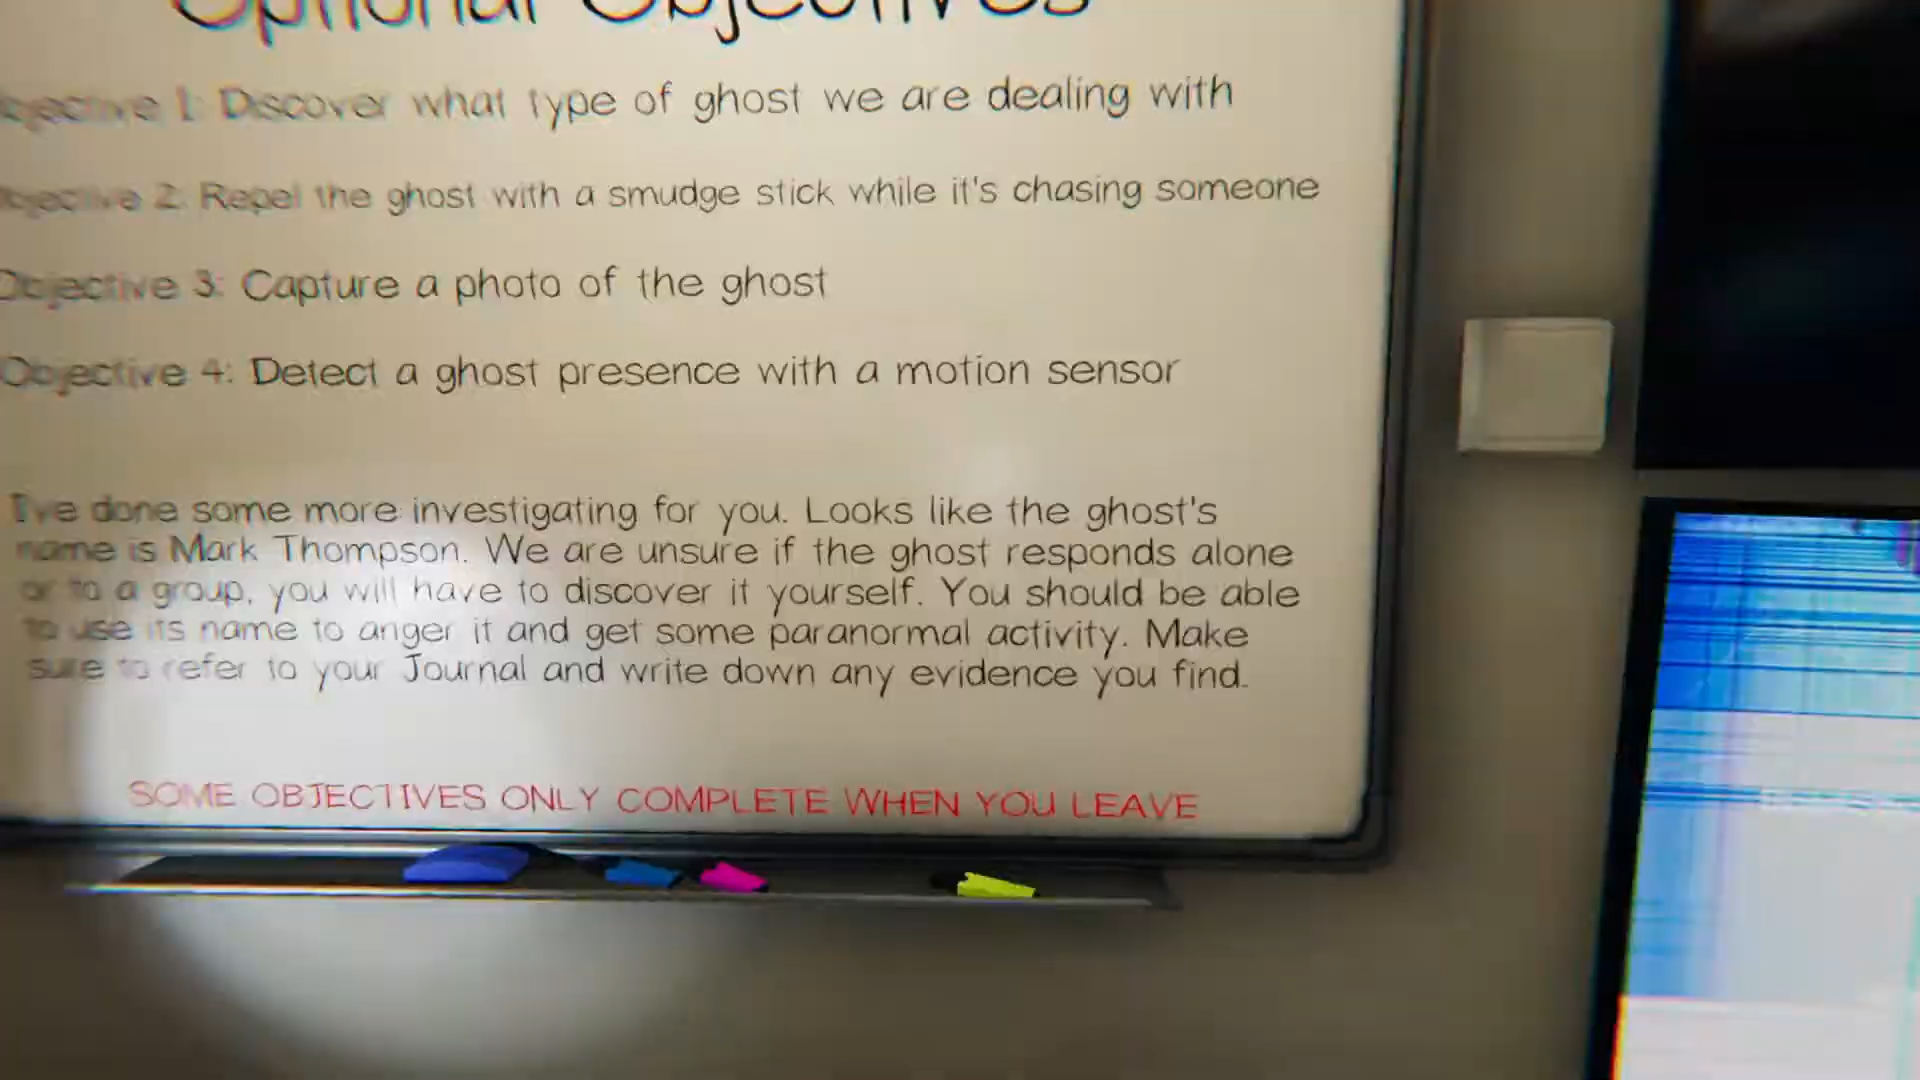 Optional Objectives
Objective 1: Discover what type of ghost we are dealing with
Objective 2: Repel the ghost with a smudge stick while it's chasing someone
Objective 3: Capture a photo of the ghost
Objective 4: Detect a ghost presence with a motion sensor
I've done some more investigating for you. Looks like the ghost's
name is Mark Thompson. We are unsure if the ghost responds alone
or to a group, you will have to discover it yourself. You should be able
to use its name to anger it and get some paranormal activity. Make
sure to refer to your Journal and write down any evidence you find.
SOME OBJECTIVES ONLY COMPLETE WHEN YOU LEAVE